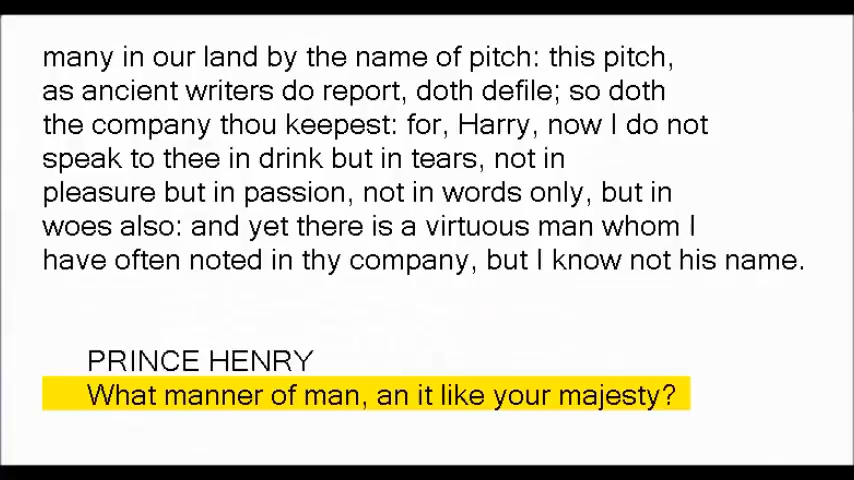 many in our land by the name of pitch: this pitch,
as ancient writers do report, doth defile; so doth
the company thou keepest: for, Harry, now I do not
speak to thee in drink but in tears, not in
pleasure but in passion, not in words only, but in
woes also: and yet there is a virtuous man whom I
have often noted in thy company, but I know not his name.
PRINCE HENRY
What manner of man, an it like your majesty?